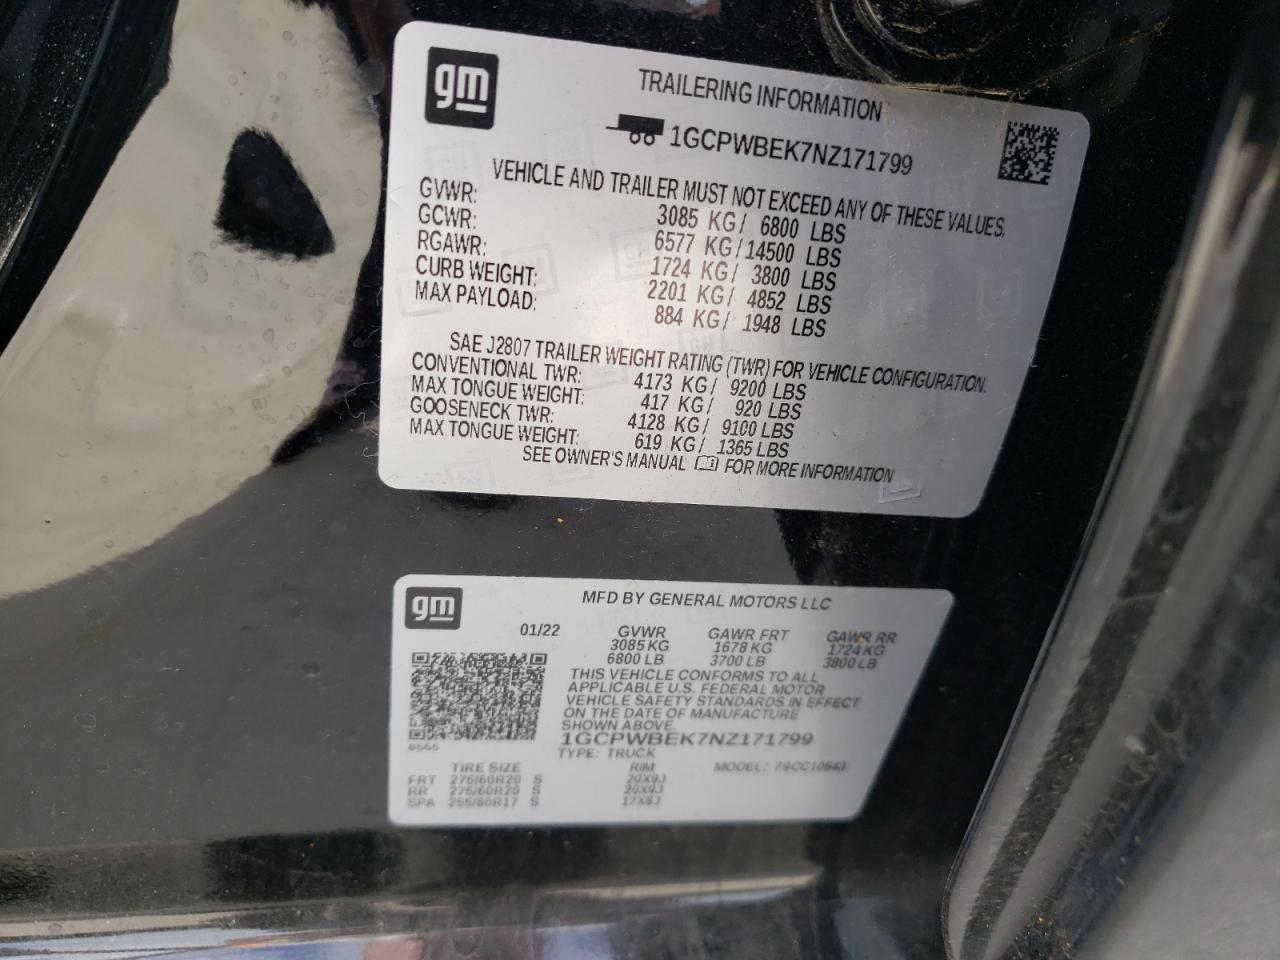 gm
TRAILERING INFORMATION
1GCPWBEK7NZ171799
VEHICLE AND TRAILER MUST NOT EXCEED ANY OF THESE VALUES.
GVWR: 3085 KG/ 6800 LBS
GCWR: 6577 KG/14500 LBS
RGAWR: 1724 KG/ 3800 LBS
CURB WEIGHT: 2201 KG/ 4852 LBS
MAX PAYLOAD: 884 KG/ 1948 LBS
SAE J2807 TRAILER WEIGHT RATING (TWR) FOR VEHICLE CONFIGURATION.
CONVENTIONAL TWR: 4173 KG/ 9200 LBS
MAX TONGUE WEIGHT: 417 KG/ 920 LBS
GOOSENECK TWR: 4128 KG/ 9100 LBS
MAX TONGUE WEIGHT: 619 KG/ 1365 LBS
SEE OWNER'S MANUAL FOR MORE INFORMATION
gm
MFD BY GENERAL MOTORS LLC
01/22 GVWR GAWR FRT GAWR RR
3085 KG 1678 KG 1724 KG
6800 LB 3700 LB 3800 LB
THIS VEHICLE CONFORMS TO ALL
APPLICABLE U.S. FEDERAL MOTOR
VEHICLE SAFETY STANDARDS IN EFFECT
ON THE DATE OF MANUFACTURE
SHOWN ABOVE.
1GCPWBEK7NZ171799
TYPE: TRUCK
MODEL:
TIRE SIZE RIM
FRT 275/60R20 S 20X9J
RR 275/60R20 S 20X9J
SPA 255/80R17 S 17X8J